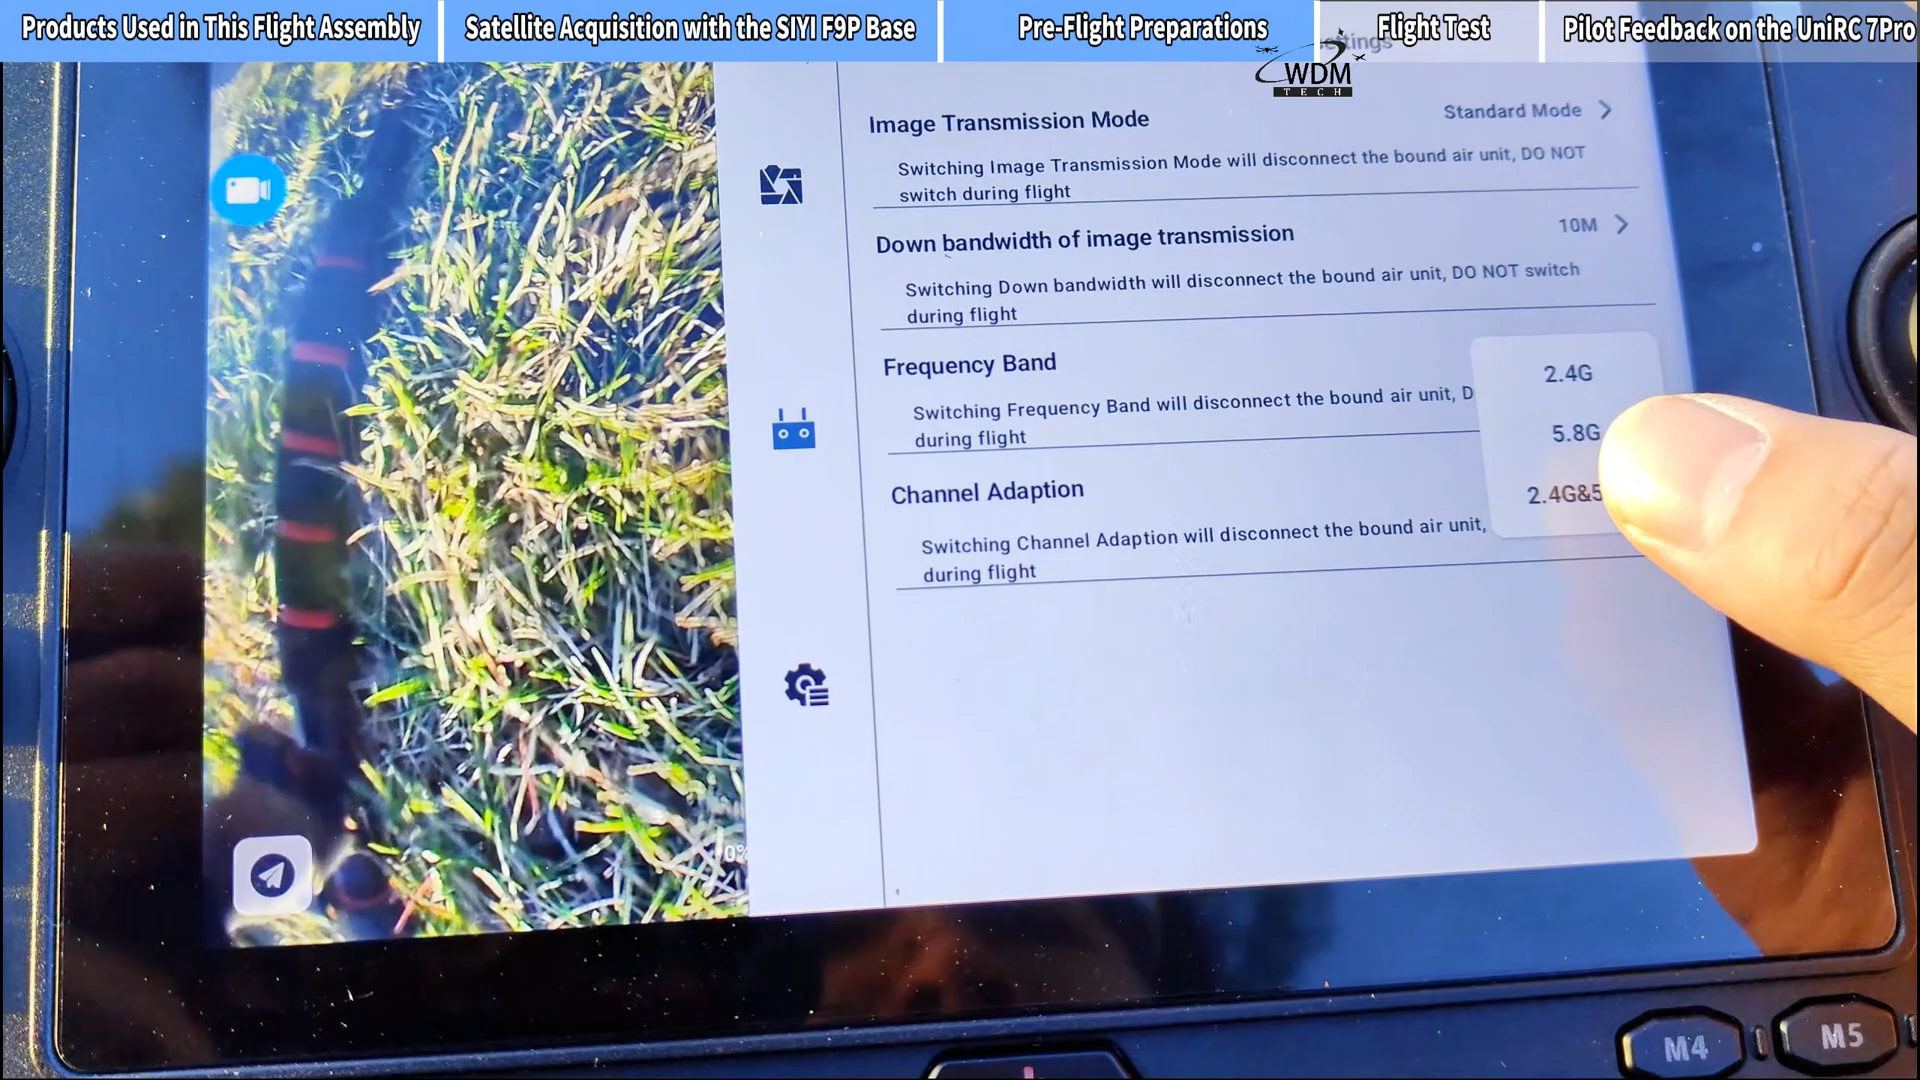 Products Used in This Flight Assembly
Satellite Acquisition with the SIYI F9P Base
Pre-Flight Preparations
Flight Test
Pilot Feedback on the UniRC 7Pro
WDM
TECH
Image Transmission Mode
Standard Mode
Switching Image Transmission Mode will disconnect the bound air unit, DO NOT
switch during flight
Down bandwidth of image transmission
10M
Switching Down bandwidth will disconnect the bound air unit, DO NOT switch
during flight
Frequency Band
2.4G
Switching Frequency Band will disconnect the bound air unit, D
during flight
5.8G
Channel Adaption
2.4G&5
Switching Channel Adaption will disconnect the bound air unit,
during flight
0%
M4
M5